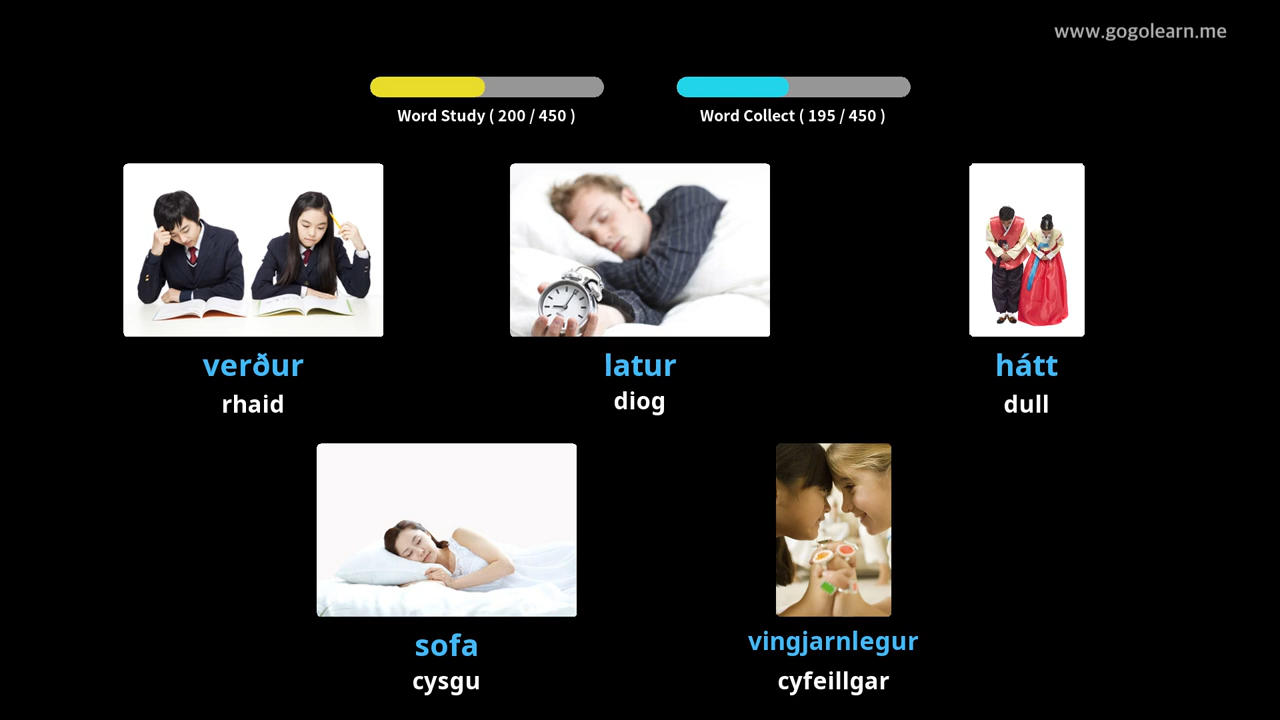 www.gogolearn.me
Word Study ( 200 / 450 )
Word Collect ( 195 / 450 )
verður
rhaid
latur
diog
hátt
dull
sofa
cysgu
vingjarnlegur
cyfeillgar